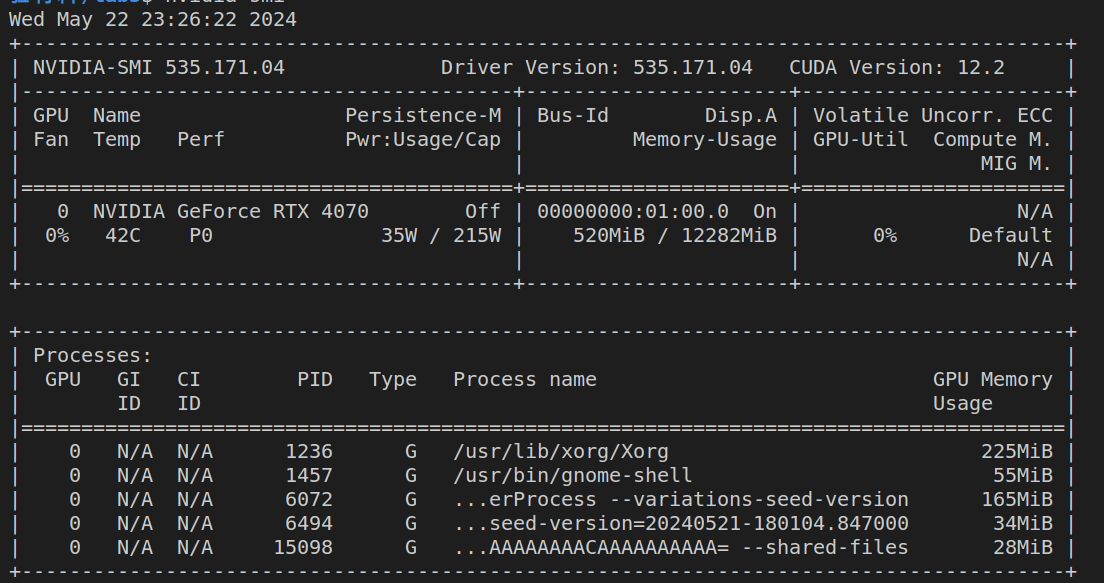 Wed May 22 23:26:22 2024
+---------------------------------------------------------------------------------------+
| NVIDIA-SMI 535.171.04             Driver Version: 535.171.04   CUDA Version: 12.2     |
|-----------------------------------------+----------------------+----------------------+
| GPU  Name                 Persistence-M | Bus-Id        Disp.A | Volatile Uncorr. ECC |
| Fan  Temp   Perf          Pwr:Usage/Cap |         Memory-Usage | GPU-Util  Compute M. |
|                                         |                      |               MIG M. |
|=========================================+======================+======================|
|   0  NVIDIA GeForce RTX 4070        Off | 00000000:01:00.0  On |                  N/A |
|  0%   42C    P0              35W / 215W |    520MiB / 12282MiB |      0%      Default |
|                                         |                      |                  N/A |
+-----------------------------------------+----------------------+----------------------+

+---------------------------------------------------------------------------------------+
| Processes:                                                                            |
|  GPU   GI   CI        PID   Type   Process name                            GPU Memory |
|        ID   ID                                                             Usage      |
|=======================================================================================|
|    0   N/A  N/A      1236      G   /usr/lib/xorg/Xorg                          225MiB |
|    0   N/A  N/A      1457      G   /usr/bin/gnome-shell                         55MiB |
|    0   N/A  N/A      6072      G   ...erProcess --variations-seed-version      165MiB |
|    0   N/A  N/A      6494      G   ...seed-version=20240521-180104.847000       34MiB |
|    0   N/A  N/A     15098      G   ...AAAAAAAACAAAAAAAAAA= --shared-files       28MiB |
+---------------------------------------------------------------------------------------+